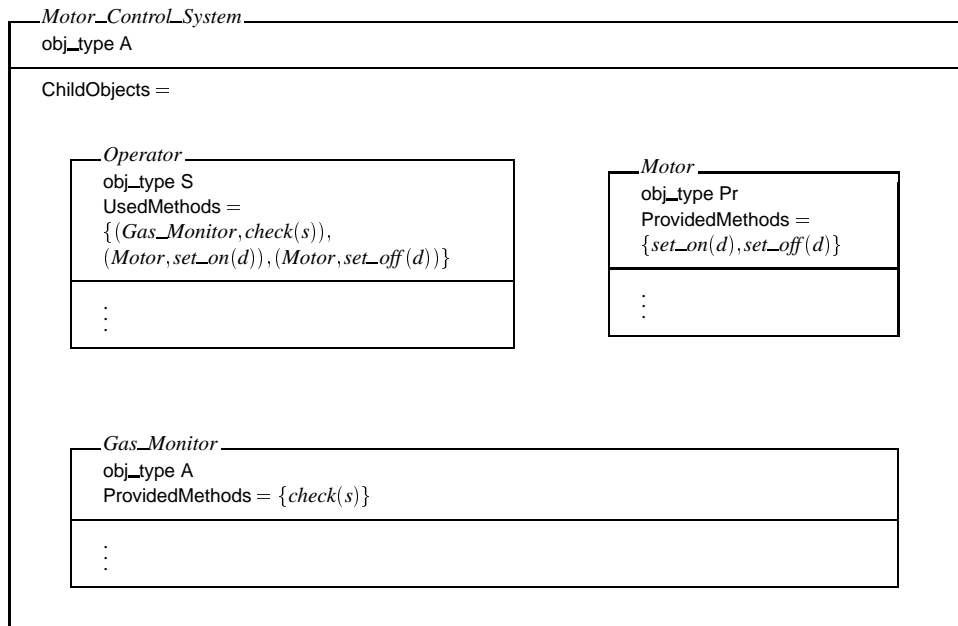 Motor_Control_System
obj_type A
ChildObjects =
Operator
obj_type S
UsedMethods =
{(Gas_Monitor,check(s)),
(Motor,set_on(d)),(Motor,set_off(d))}
⋮
Motor
obj_type Pr
ProvidedMethods =
{set_on(d),set_off(d)}
⋮
Gas_Monitor
obj_type A
ProvidedMethods = {check(s)}
⋮